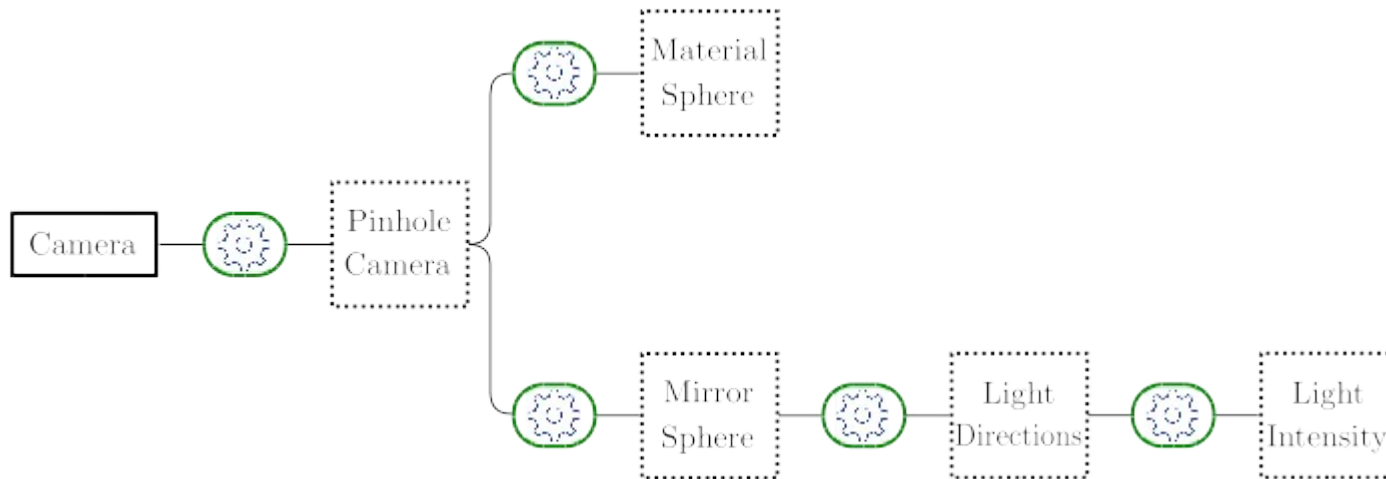 Material
Sphere
Camera
Pinhole
Camera
Mirror
Sphere
Light
Directions
Light
Intensity